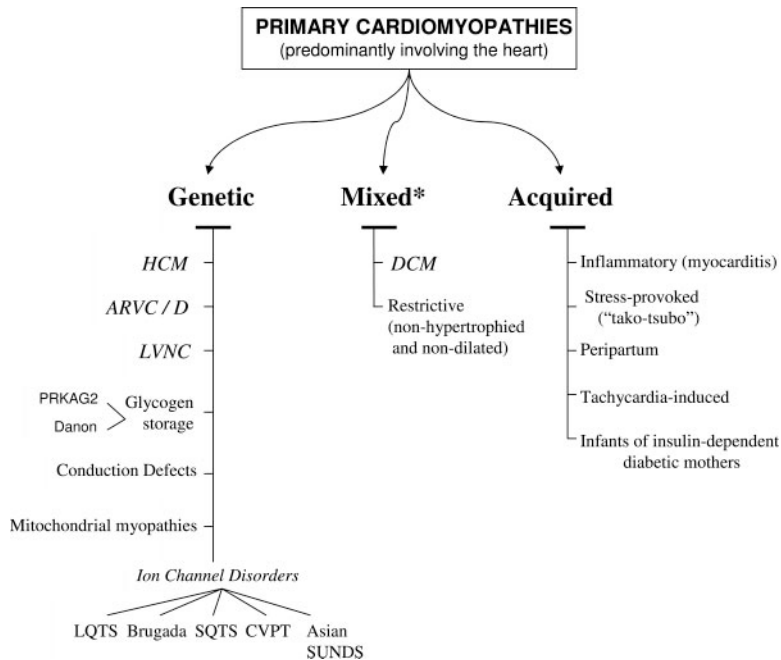 PRIMARY CARDIOMYOPATHIES
(predominantly involving the heart)
Genetic
Mixed*
Acquired
HCM
ARVC / D
LVNC
PRKAG2
Danon
Glycogen
storage
Conduction Defects
Mitochondrial myopathies
Ion Channel Disorders
LQTS
Brugada
SQTS
CVPT
Asian
SUNDS
DCM
Restrictive
(non-hypertrophied
and non-dilated)
Inflammatory (myocarditis)
Stress-provoked
(“tako-tsubo”)
Peripartum
Tachycardia-induced
Infants of insulin-dependent
diabetic mothers